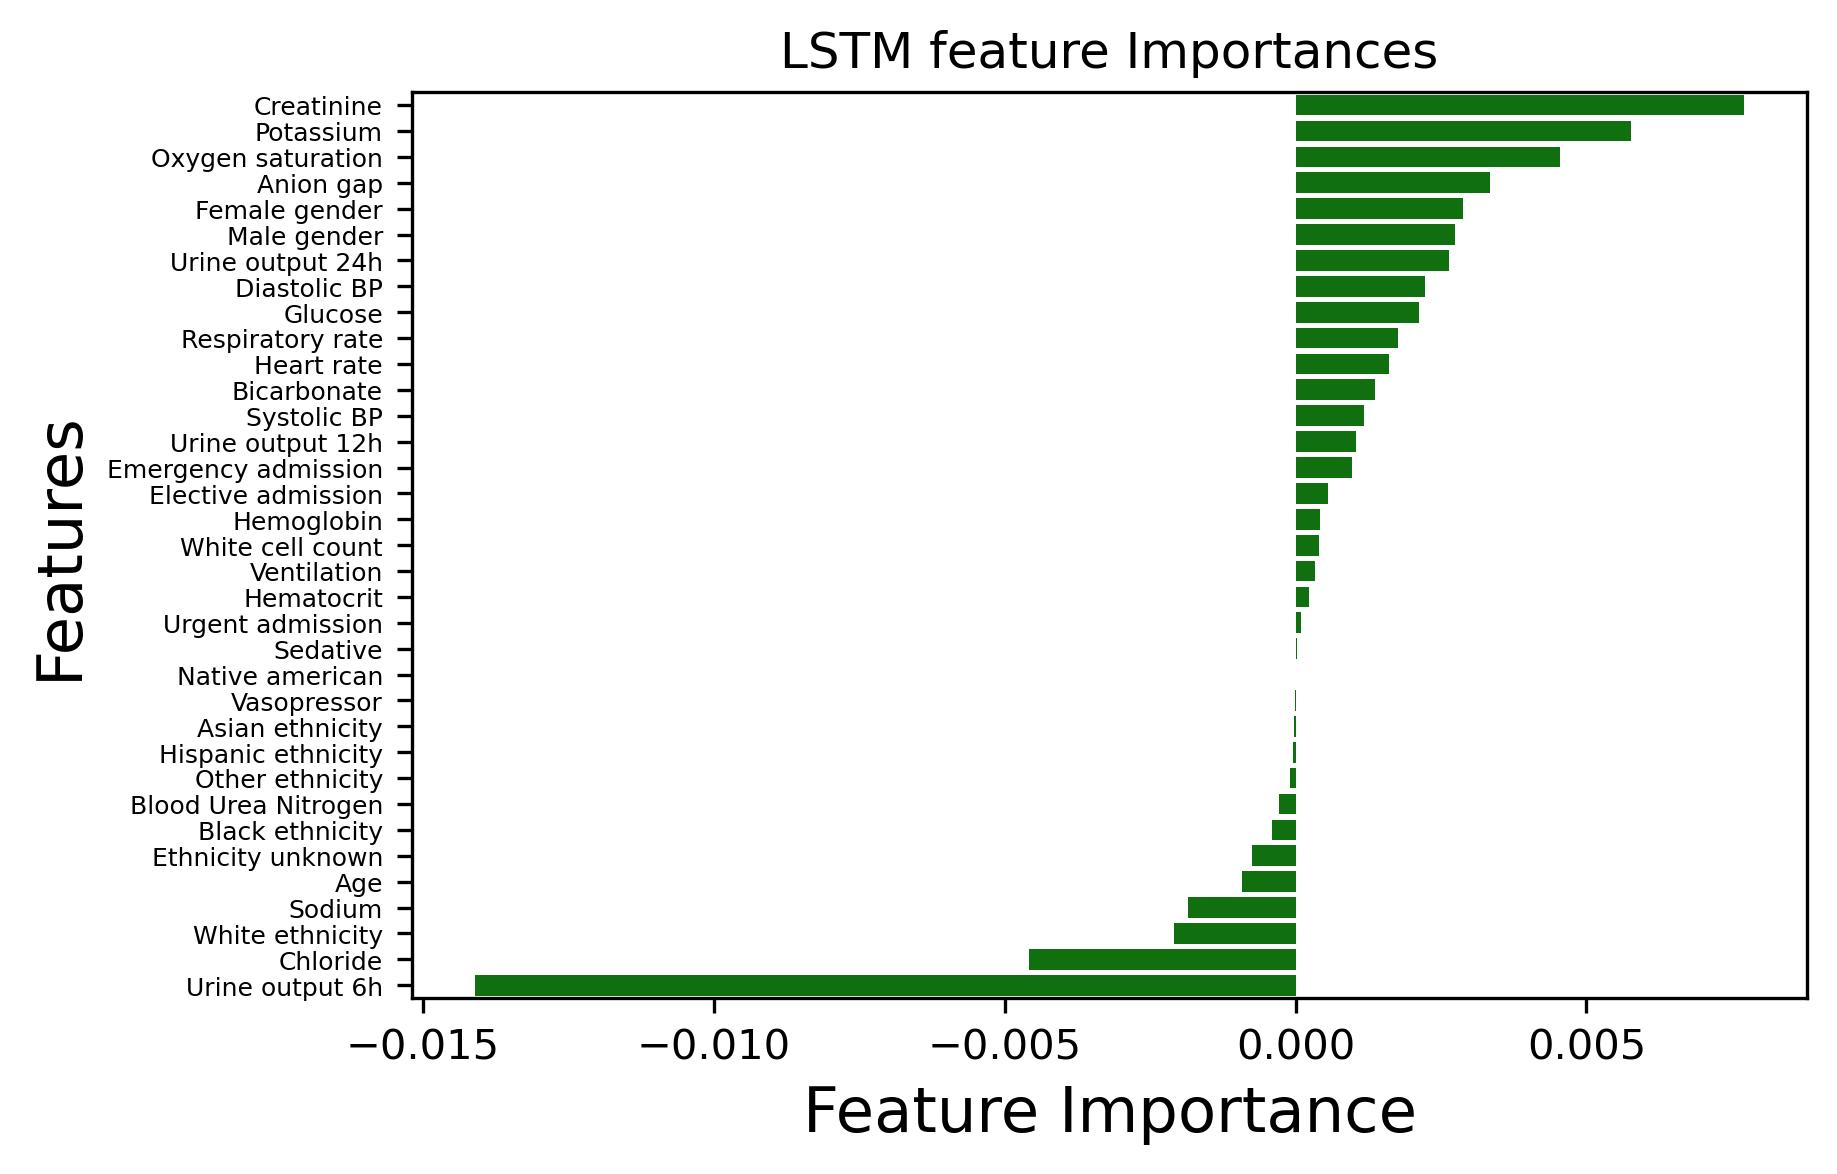 LSTM feature Importances
Creatinine
Potassium
Oxygen saturation
Anion gap
Female gender
Male gender
Urine output 24h
Diastolic BP
Glucose
Respiratory rate
Heart rate
Bicarbonate
Systolic BP
Urine output 12h
Emergency admission
Elective admission
Hemoglobin
White cell count
Ventilation
Hematocrit
Urgent admission
Sedative
Native american
Vasopressor
Asian ethnicity
Hispanic ethnicity
Other ethnicity
Blood Urea Nitrogen
Black ethnicity
Ethnicity unknown
Age
Sodium
White ethnicity
Chloride
Urine output 6h
Features
−0.015 −0.010 −0.005 0.000 0.005
Feature Importance